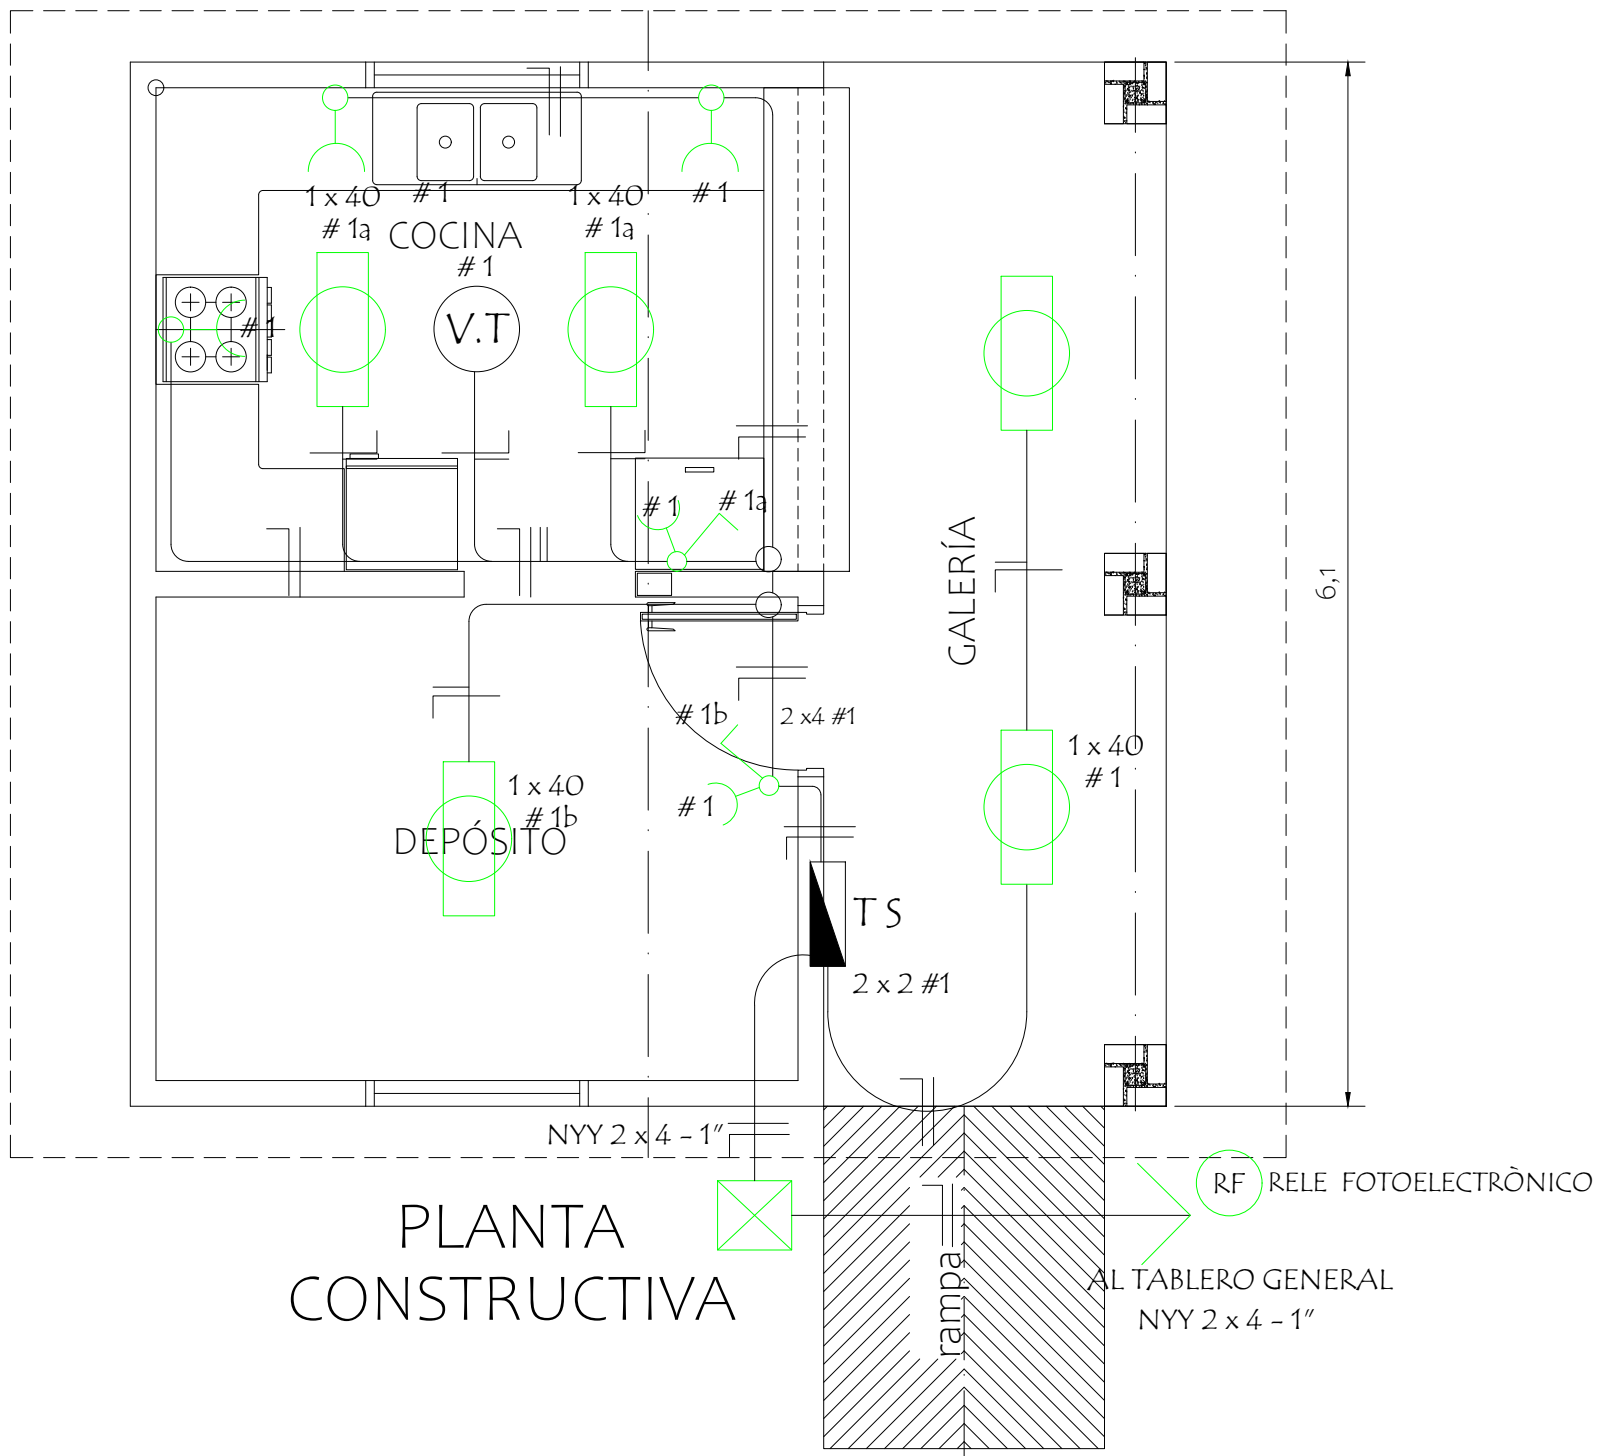 1 x 40
# 1a
# 1
1 x 40
# 1a
# 1
COCINA
# 1
V.T
# 1
# 1
# 1a
GALERÍA
6,1
# 1b
2 x4 #1
1 x 40
# 1
1 x 40
# 1b
DEPÓSITO
# 1
T S
2 x 2 #1
NYY 2 x 4 - 1"
RF
RELE FOTOELECTRÒNICO
PLANTA
CONSTRUCTIVA
rampa
AL TABLERO GENERAL
NYY 2 x 4 - 1"